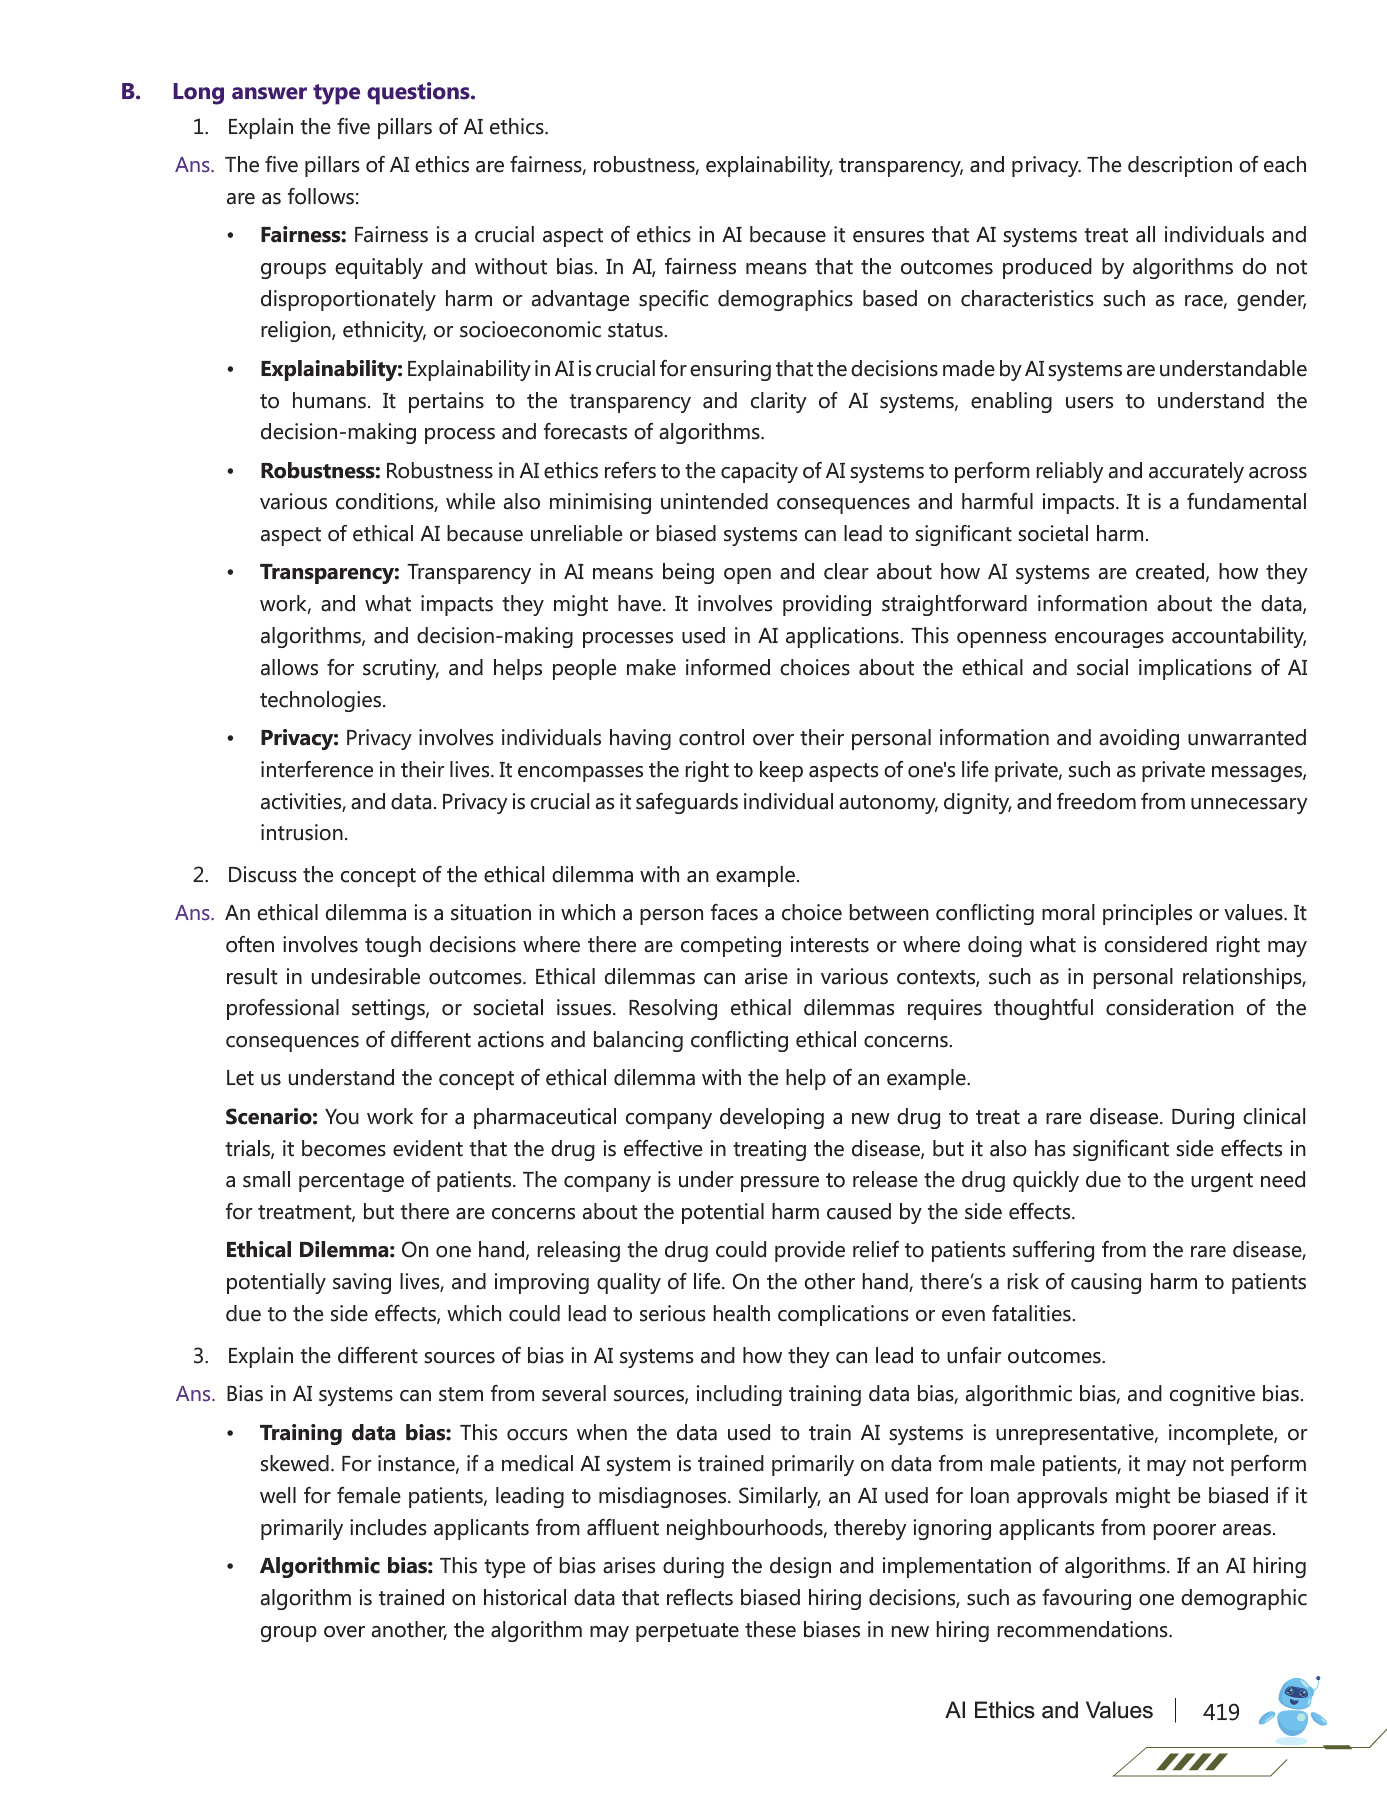 B. Long answer type questions.
1. Explain the five pillars of AI ethics.
Ans. The five pillars of AI ethics are fairness, robustness, explainability, transparency, and privacy. The description of each
are as follows:
• Fairness: Fairness is a crucial aspect of ethics in AI because it ensures that AI systems treat all individuals and
groups equitably and without bias. In AI, fairness means that the outcomes produced by algorithms do not
disproportionately harm or advantage specific demographics based on characteristics such as race, gender,
religion, ethnicity, or socioeconomic status.
• Explainability: Explainability in AI is crucial for ensuring that the decisions made by AI systems are understandable
to humans. It pertains to the transparency and clarity of AI systems, enabling users to understand the
decision-making process and forecasts of algorithms.
• Robustness: Robustness in AI ethics refers to the capacity of AI systems to perform reliably and accurately across
various conditions, while also minimising unintended consequences and harmful impacts. It is a fundamental
aspect of ethical AI because unreliable or biased systems can lead to significant societal harm.
• Transparency: Transparency in AI means being open and clear about how AI systems are created, how they
work, and what impacts they might have. It involves providing straightforward information about the data,
algorithms, and decision-making processes used in AI applications. This openness encourages accountability,
allows for scrutiny, and helps people make informed choices about the ethical and social implications of AI
technologies.
• Privacy: Privacy involves individuals having control over their personal information and avoiding unwarranted
interference in their lives. It encompasses the right to keep aspects of one's life private, such as private messages,
activities, and data. Privacy is crucial as it safeguards individual autonomy, dignity, and freedom from unnecessary
intrusion.
2. Discuss the concept of the ethical dilemma with an example.
Ans. An ethical dilemma is a situation in which a person faces a choice between conflicting moral principles or values. It
often involves tough decisions where there are competing interests or where doing what is considered right may
result in undesirable outcomes. Ethical dilemmas can arise in various contexts, such as in personal relationships,
professional settings, or societal issues. Resolving ethical dilemmas requires thoughtful consideration of the
consequences of different actions and balancing conflicting ethical concerns.
Let us understand the concept of ethical dilemma with the help of an example.
Scenario: You work for a pharmaceutical company developing a new drug to treat a rare disease. During clinical
trials, it becomes evident that the drug is effective in treating the disease, but it also has significant side effects in
a small percentage of patients. The company is under pressure to release the drug quickly due to the urgent need
for treatment, but there are concerns about the potential harm caused by the side effects.
Ethical Dilemma: On one hand, releasing the drug could provide relief to patients suffering from the rare disease,
potentially saving lives, and improving quality of life. On the other hand, there’s a risk of causing harm to patients
due to the side effects, which could lead to serious health complications or even fatalities.
3. Explain the different sources of bias in AI systems and how they can lead to unfair outcomes.
Ans. Bias in AI systems can stem from several sources, including training data bias, algorithmic bias, and cognitive bias.
• Training data bias: This occurs when the data used to train AI systems is unrepresentative, incomplete, or
skewed. For instance, if a medical AI system is trained primarily on data from male patients, it may not perform
well for female patients, leading to misdiagnoses. Similarly, an AI used for loan approvals might be biased if it
primarily includes applicants from affluent neighbourhoods, thereby ignoring applicants from poorer areas.
• Algorithmic bias: This type of bias arises during the design and implementation of algorithms. If an AI hiring
algorithm is trained on historical data that reflects biased hiring decisions, such as favouring one demographic
group over another, the algorithm may perpetuate these biases in new hiring recommendations.
AI Ethics and Values 419